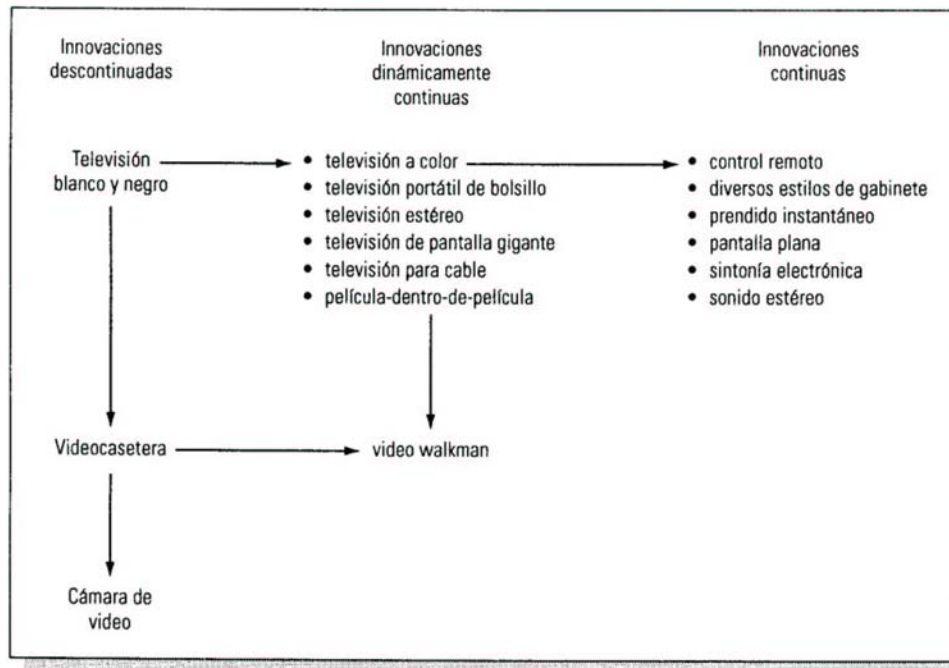 Innovaciones
descontinuadas
Innovaciones
dinámicamente
continuas
Innovaciones
continuas
Televisión
blanco y negro
• televisión a color
• televisión portátil de bolsillo
• televisión estéreo
• televisión de pantalla gigante
• televisión para cable
• película-dentro-de-película
• control remoto
• diversos estilos de gabinete
• prendido instantáneo
• pantalla plana
• sintonía electrónica
• sonido estéreo
Videocasetera
video walkman
Cámara de
video